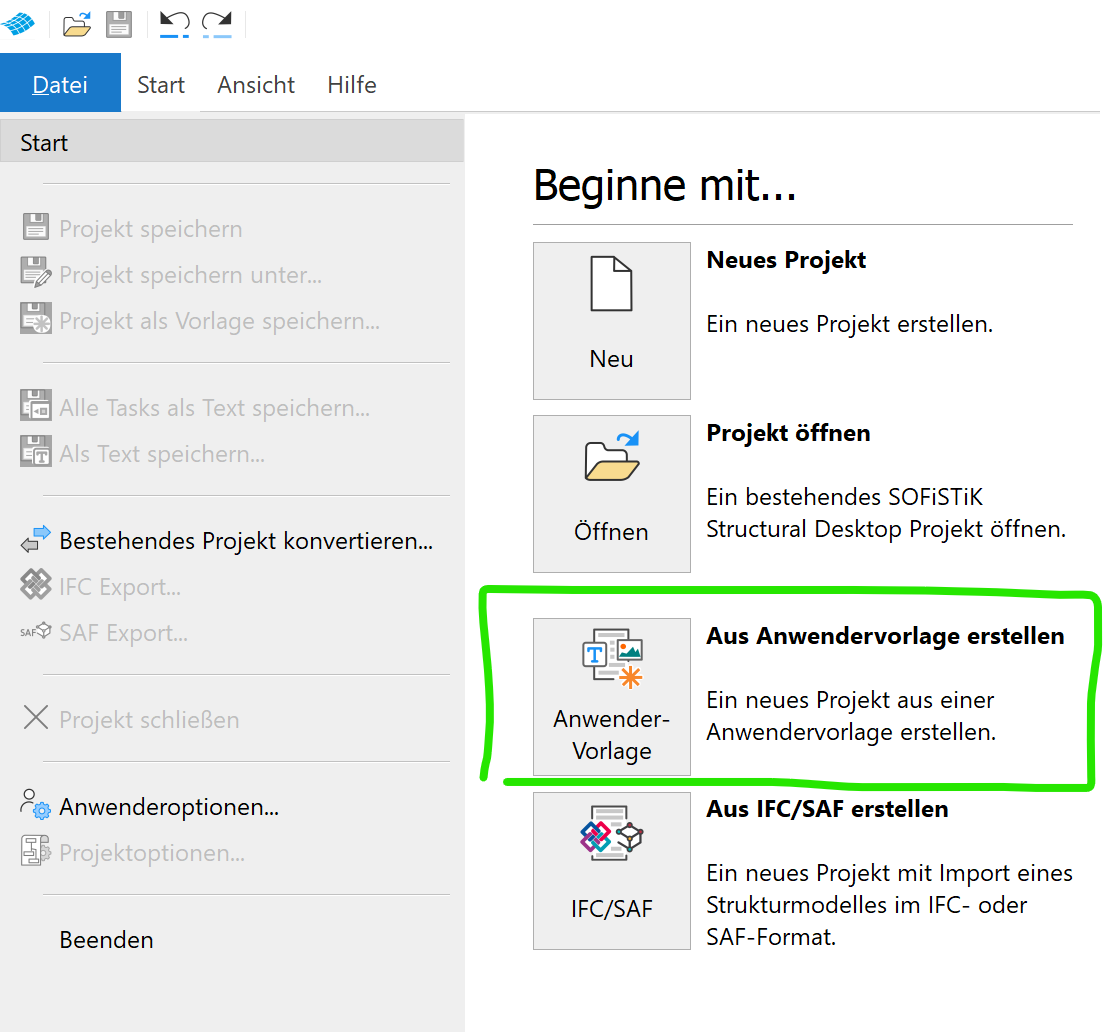 Datei Start Ansicht Hilfe
Start
Projekt speichern
Projekt speichern unter...
Projekt als Vorlage speichern...
Alle Tasks als Text speichern...
Als Text speichern...
Bestehendes Projekt konvertieren...
IFC Export...
SAF SAF Export...
Projekt schließen
Anwenderoptionen...
Projektoptionen...
Beenden
Beginne mit...
Neu
Neues Projekt
Ein neues Projekt erstellen.
Öffnen
Projekt öffnen
Ein bestehendes SOFiSTiK
Structural Desktop Projekt öffnen.
T
Anwender-
Vorlage
Aus Anwendervorlage erstellen
Ein neues Projekt aus einer
Anwendervorlage erstellen.
IFC/SAF
Aus IFC/SAF erstellen
Ein neues Projekt mit Import eines
Strukturmodelles im IFC- oder
SAF-Format.